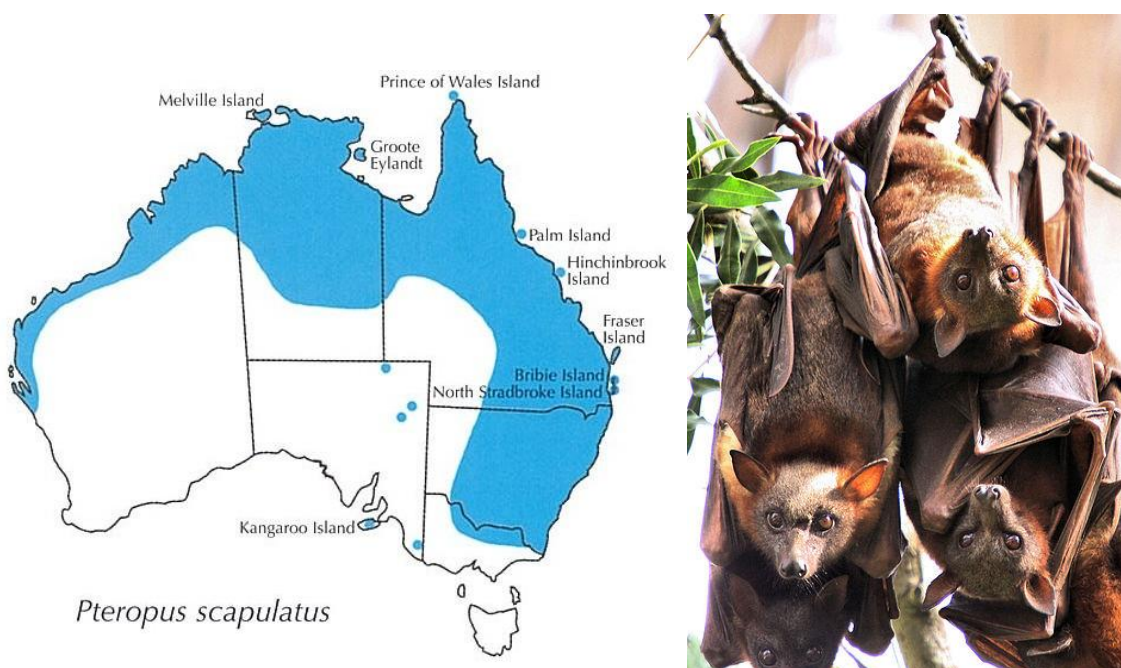 Prince of Wales Island
Melville Island
Groote
Eylandt
Palm Island
Hinchinbrook
Island
Fraser
Island
Bribie Island
North Stradbroke Island
Kangaroo Island
Pteropus scapulatus